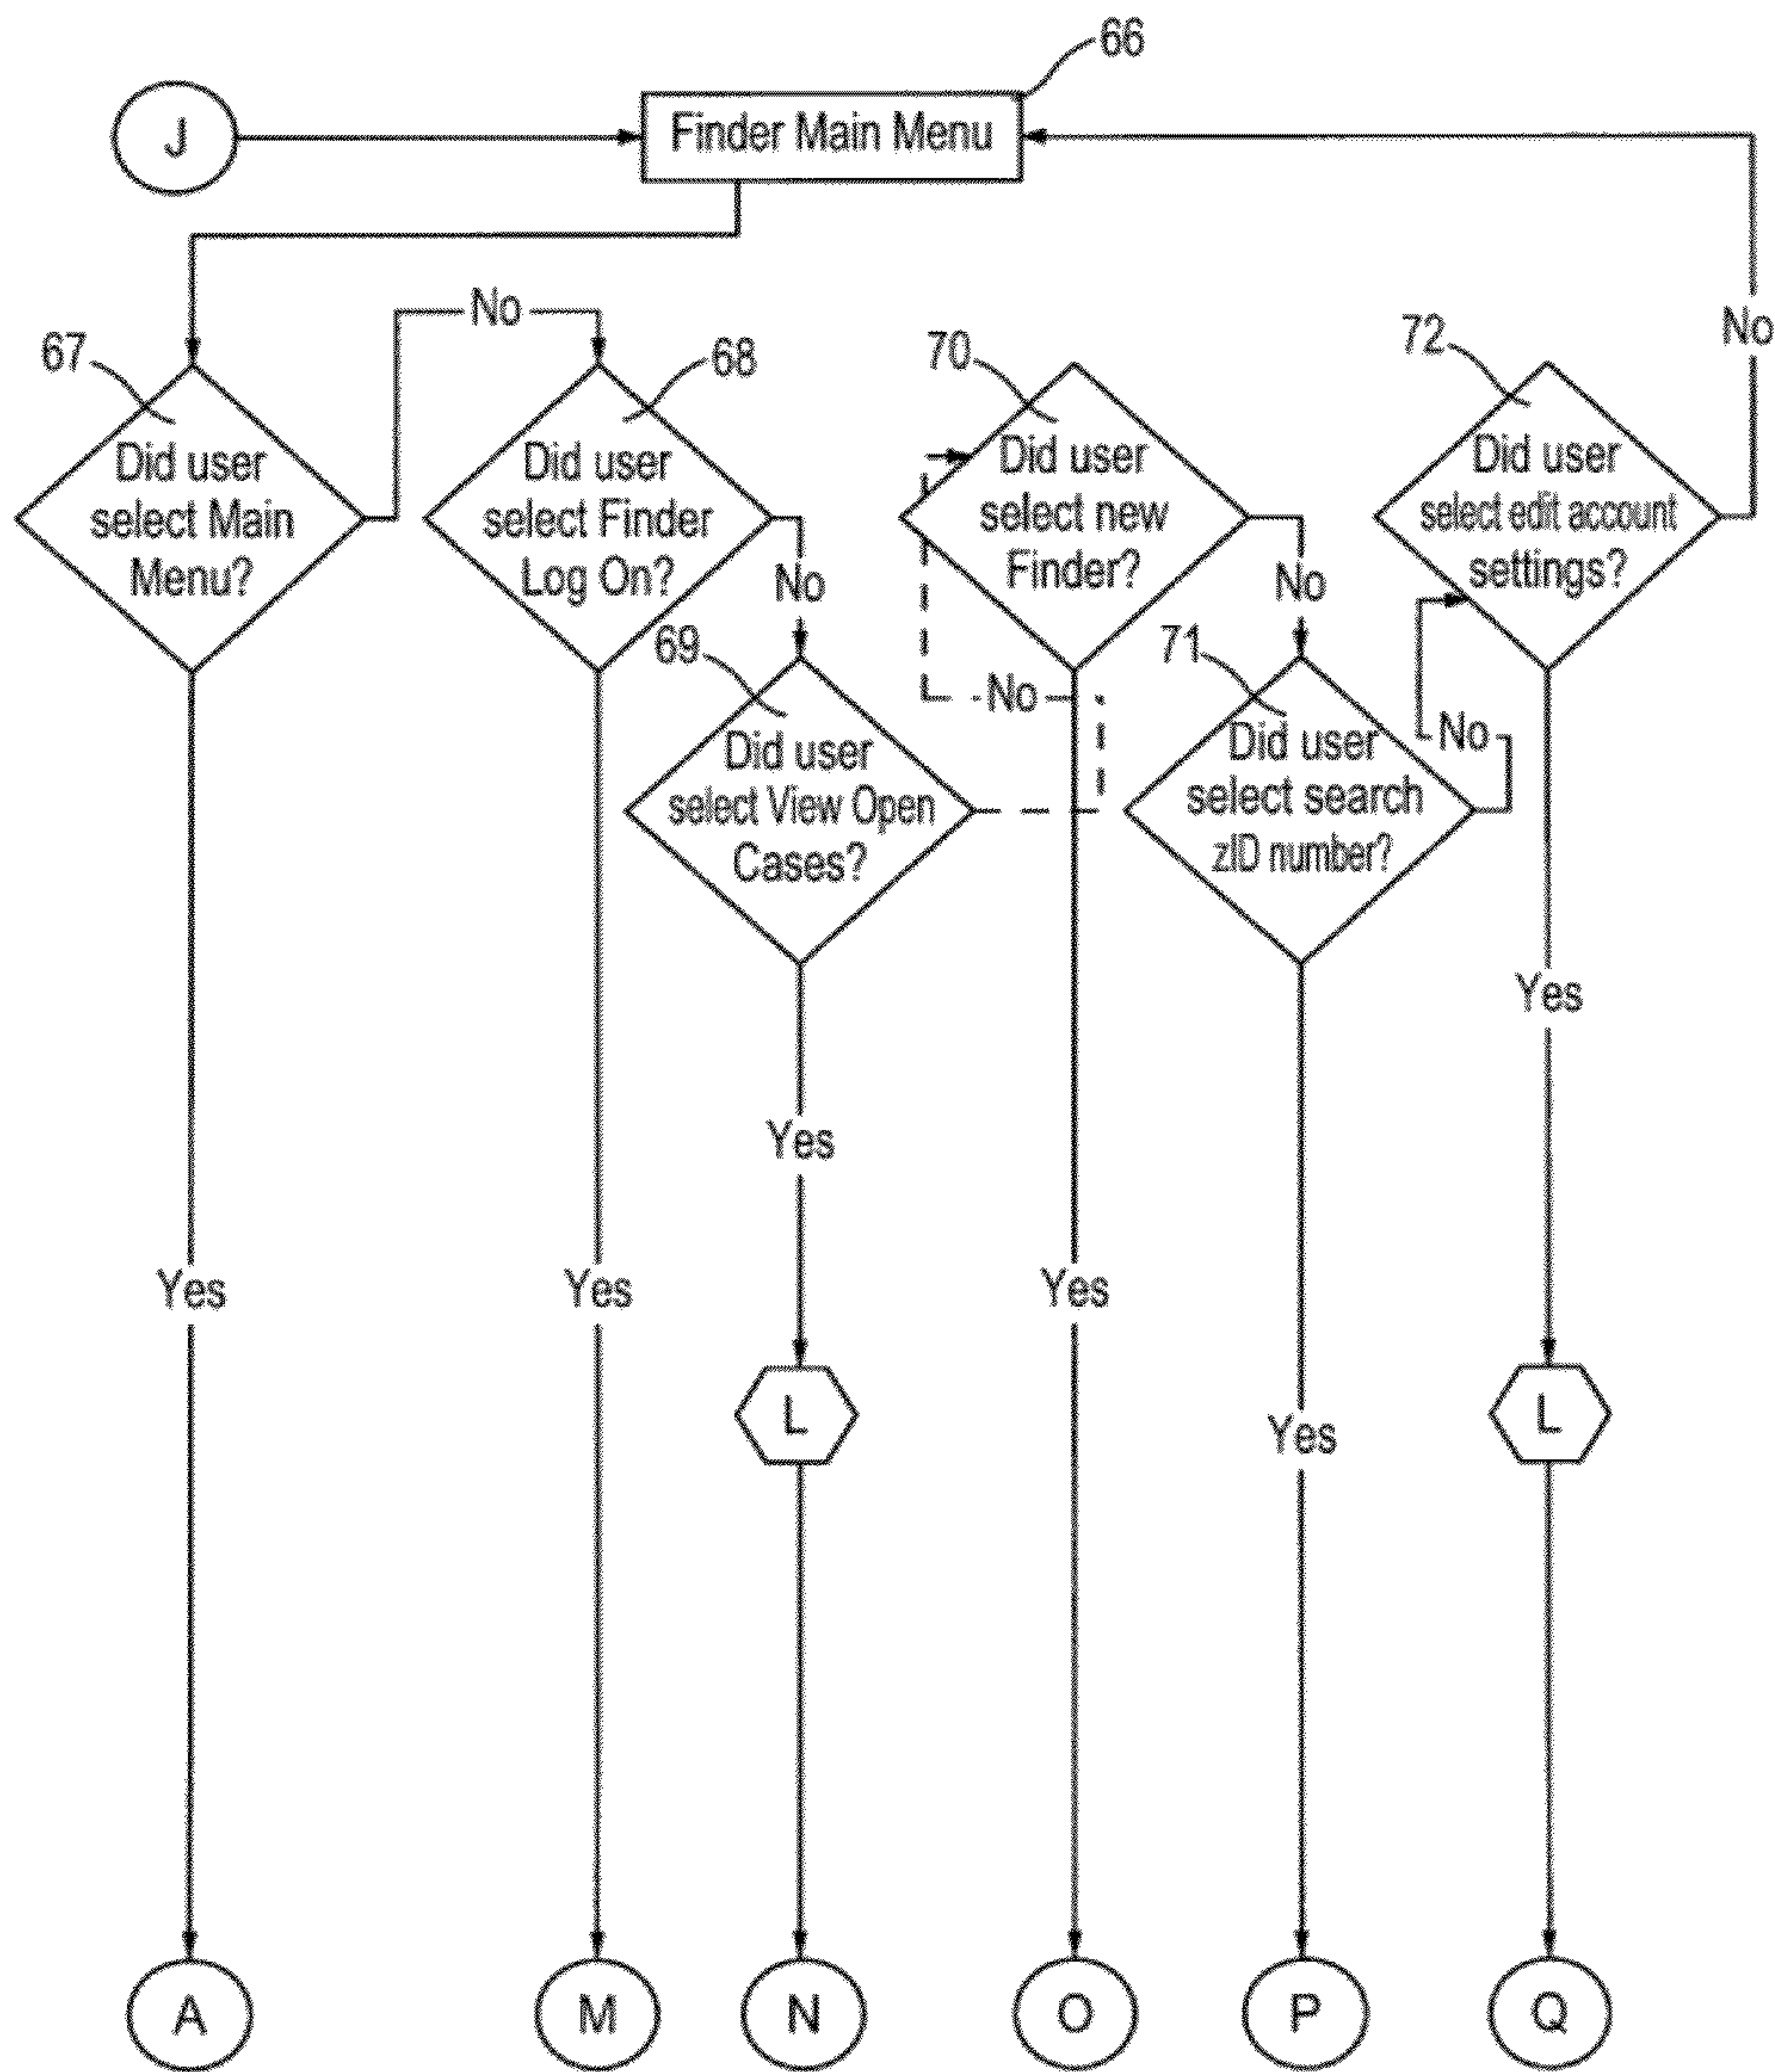 66
J
Finder Main Menu
No
No
67
68
70
72
Did user
select Main
Menu?
Did user
select Finder
Log On?
Did user
select new
Finder?
Did user
select edit account
settings?
No
No
69
71
No
No
Did user
select View Open
Cases?
Did user
select search
zID number?
Yes
Yes
Yes
Yes
Yes
Yes
L
L
A
M
N
O
P
Q